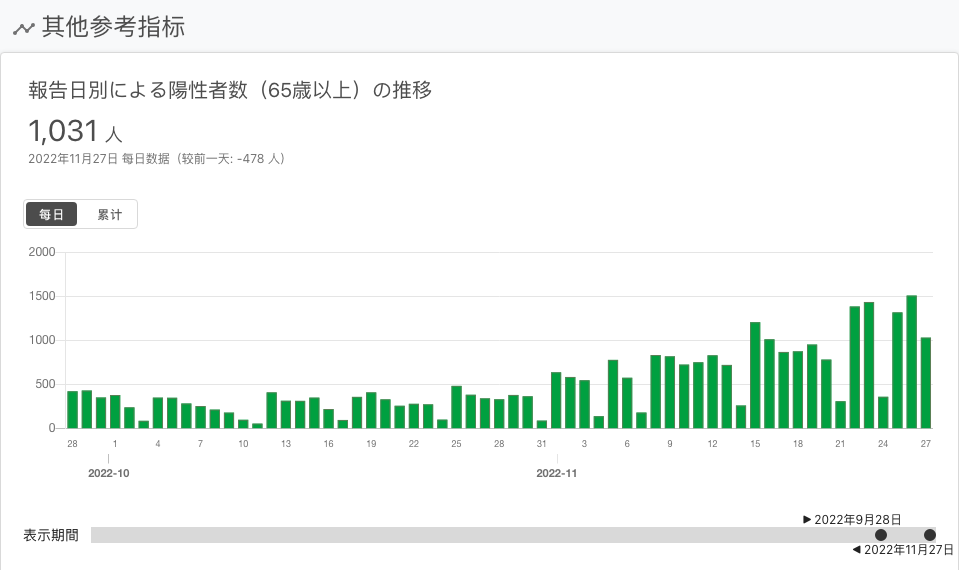 其他参考指标
報告日別による陽性者数（65歳以上）の推移
1,031 人
2022年11月27日 每日数据（较前一天: -478 人）
每日 累计
2000
1500
1000
500
0
28 1 4 7 10 13 16 19 22 25 28 31 3 6 9 12 15 18 21 24 27
2022-10 2022-11
▶ 2022年9月28日
表示期間
◀ 2022年11月27日